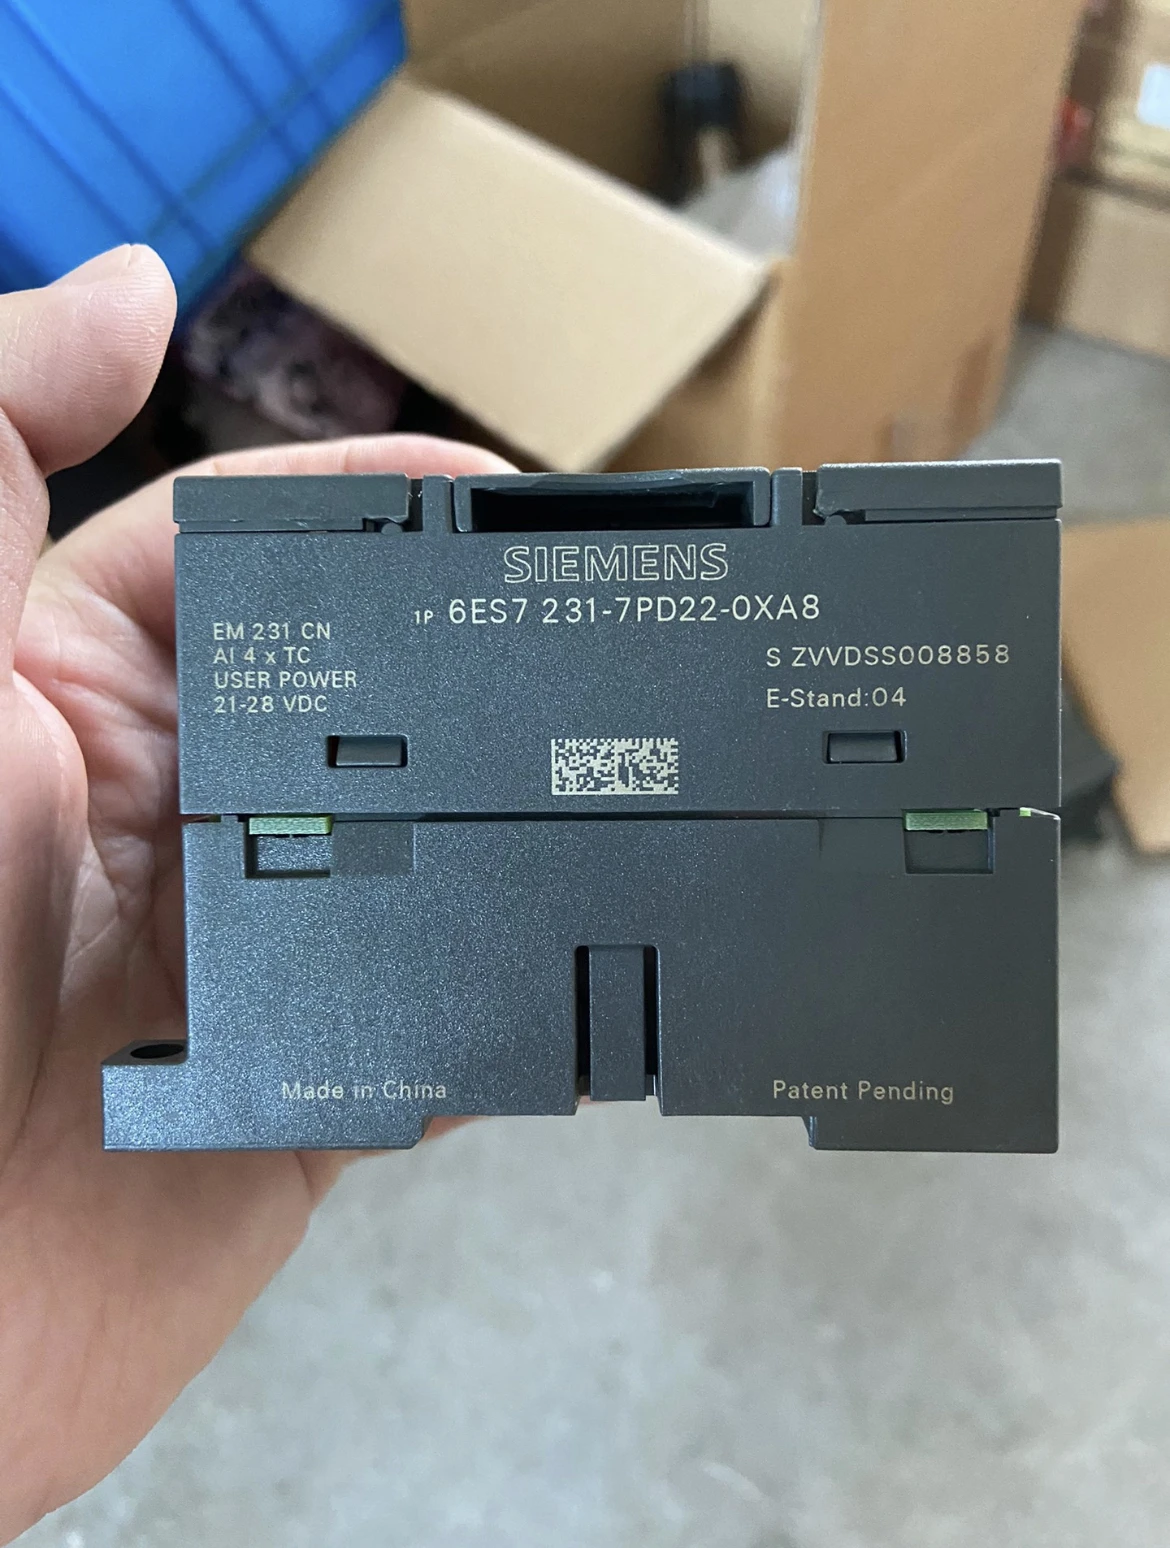 SIEMENS
1P 6ES7 231-7PD22-0XA8
EM 231 CN
AI 4 x TC
USER POWER
21-28 VDC
S ZVVDSS008858
E-Stand:04
Made in China
Patent Pending